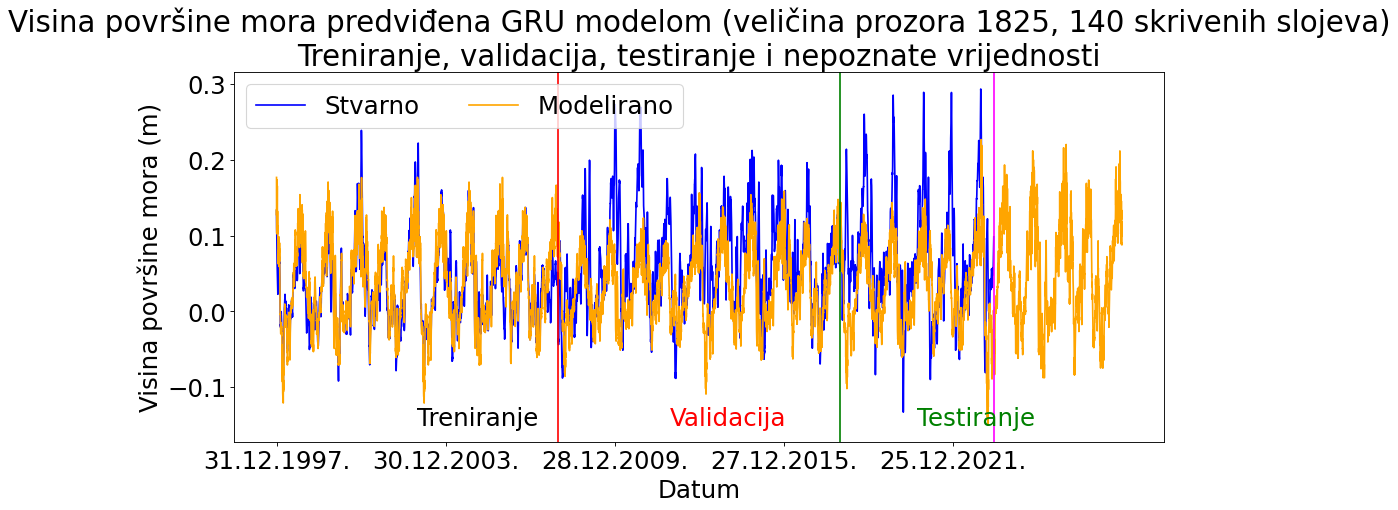 Visina površine mora predviđena GRU modelom (veličina prozora 1825, 140 skrivenih slojeva)
Treniranje, validacija, testiranje i nepoznate vrijednosti
Stvarno
Modelirano
Visina površine mora (m)
0.3
0.2
0.1
0.0
−0.1
Treniranje
Validacija
Testiranje
31.12.1997.
30.12.2003.
28.12.2009.
27.12.2015.
25.12.2021.
Datum